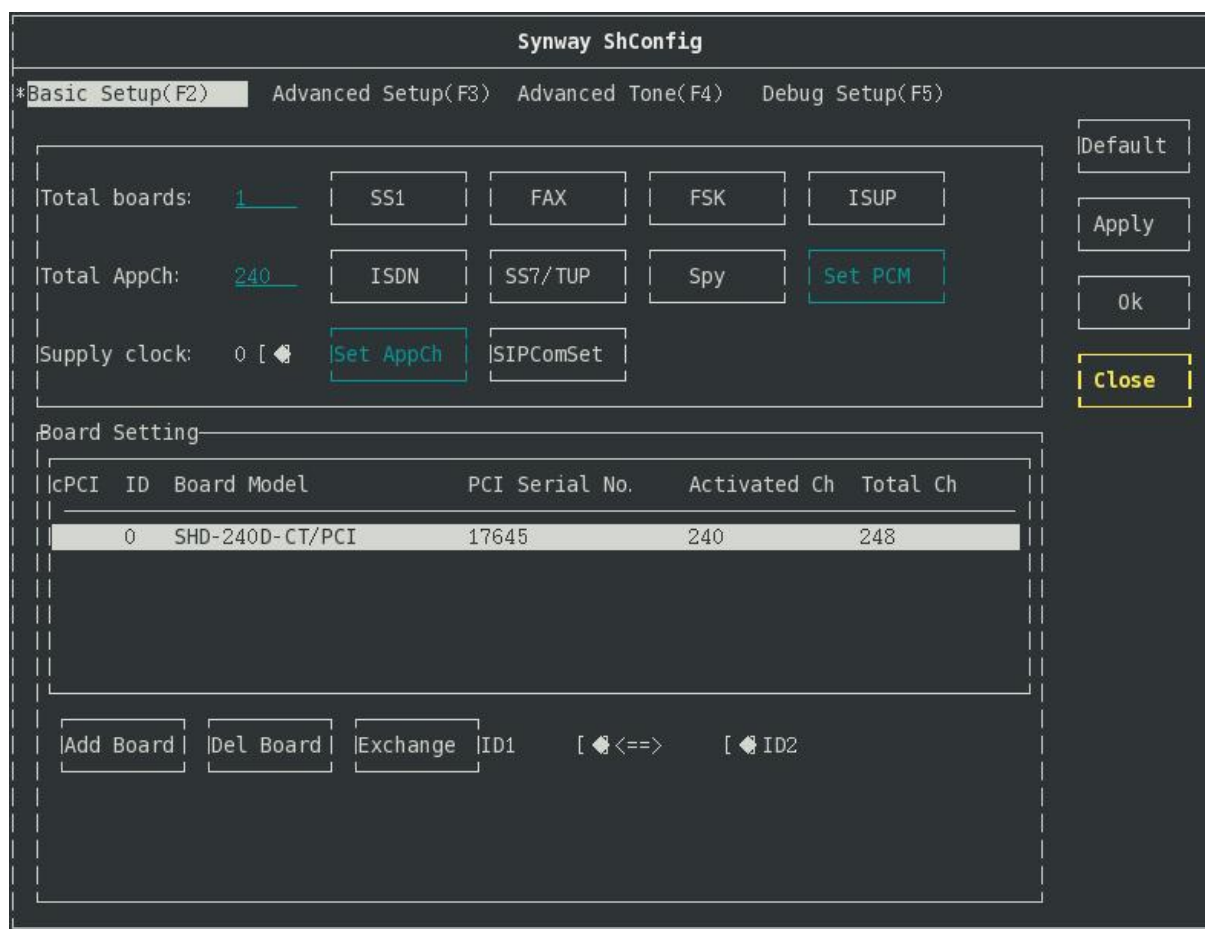 Synway ShConfig
*Basic Setup(F2) Advanced Setup(F3) Advanced Tone(F4) Debug Setup(F5)
Default
Total boards: 1 SS1 FAX FSK ISUP
Apply
Total AppCh: 240 ISDN SS7/TUP Spy Set PCM
Ok
Supply clock: 0 [ Set AppCh SIPComSet
Close
Board Setting
cPCI ID Board Model PCI Serial No. Activated Ch Total Ch
0 SHD-240D-CT/PCI 17645 240 248
Add Board Del Board Exchange ID1 [ <==> [ ID2